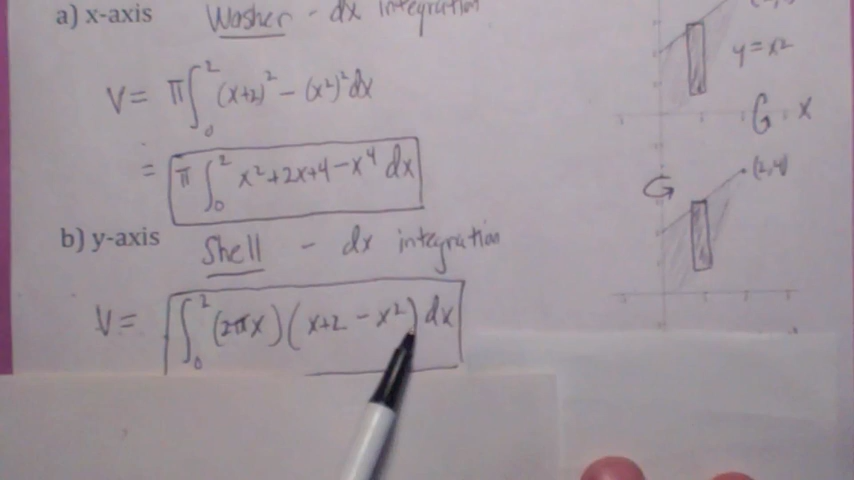 a) x-axis Washer - dx integration
y = x²
V = π∫₀² (x+2)² - (x²)² dx
x
= π∫₀² x²+2x+4-x⁴ dx
(2,4)
b) y-axis Shell - dx integration
V = ∫₀² (2πx)(x+2-x²) dx